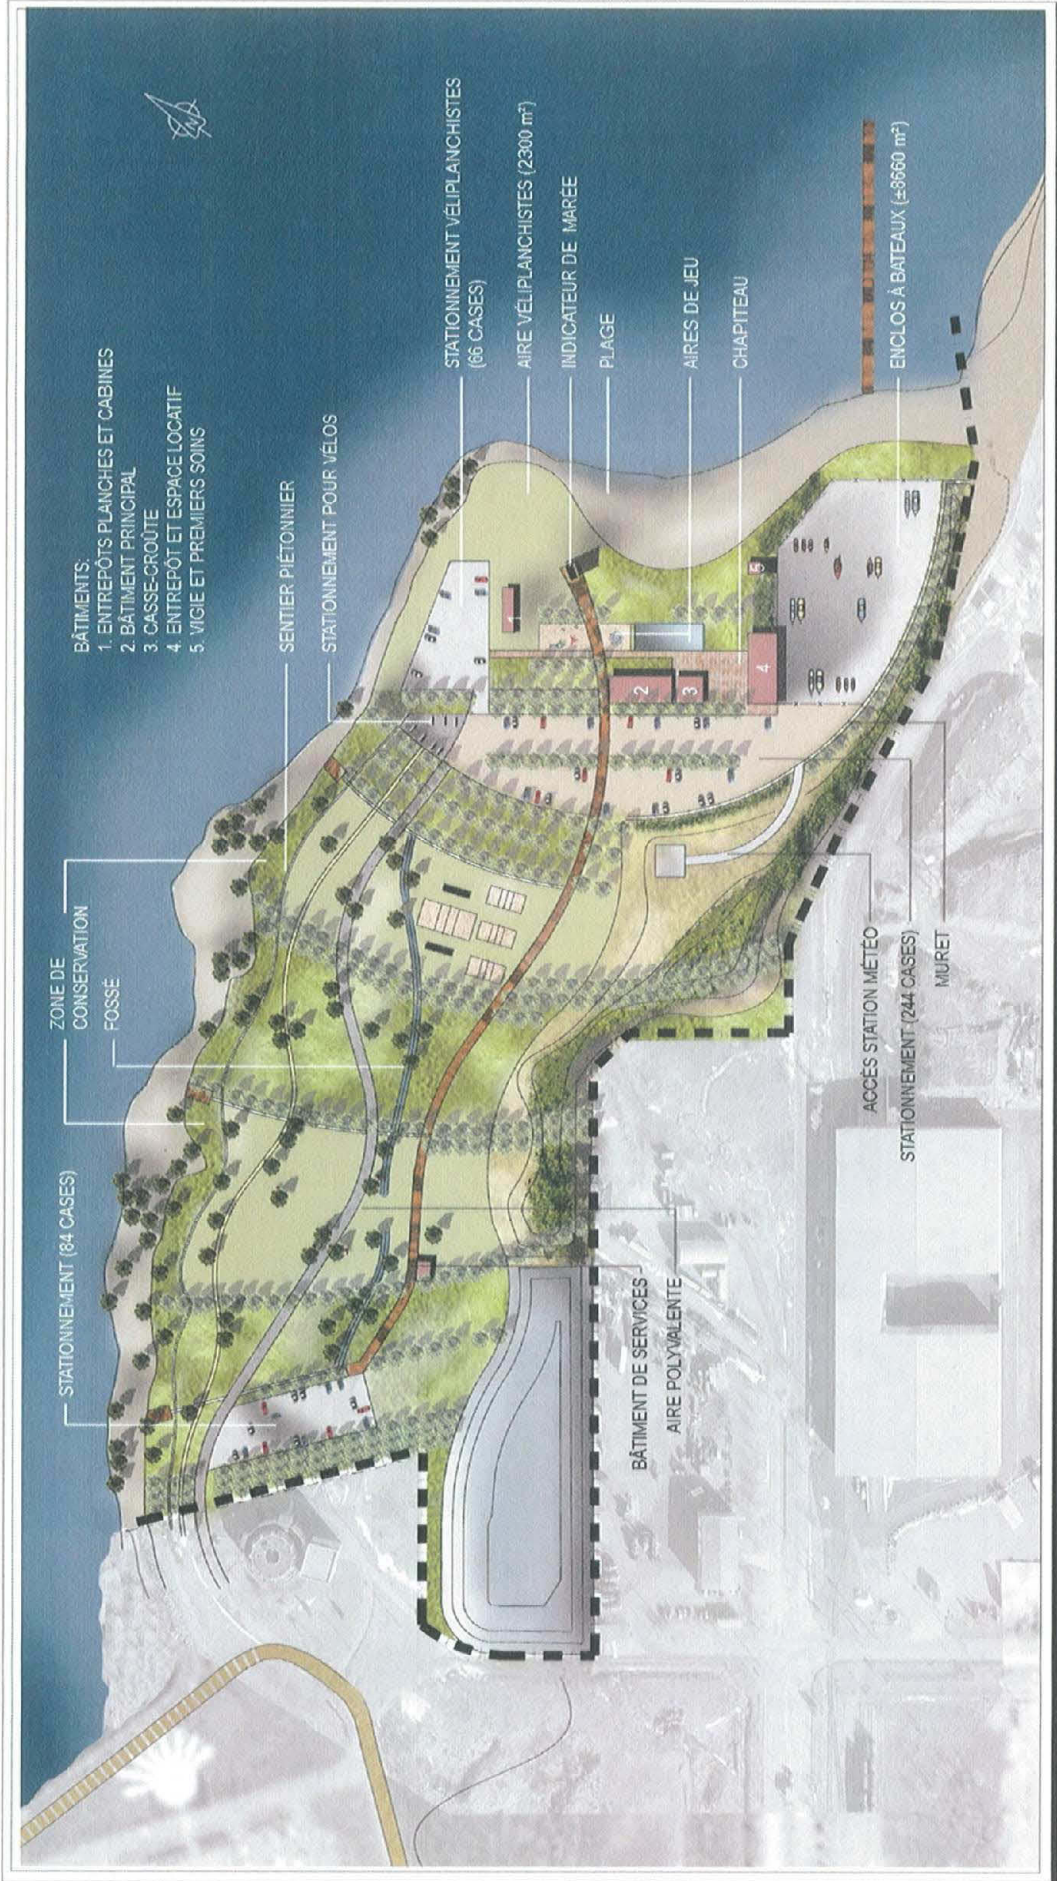 BÂTIMENTS:
1. ENTREPÔTS PLANCHES ET CABINES
2. BÂTIMENT PRINCIPAL
3. CASSE-CROÛTE
4. ENTREPÔT ET ESPACE LOCATIF
5. VIGIE ET PREMIERS SOINS
STATIONNEMENT (84 CASES)
ZONE DE
CONSERVATION
FOSSÉ
SENTIER PIÉTONNIER
STATIONNEMENT POUR VÉLOS
STATIONNEMENT VÉLIPLANCHISTES
(66 CASES)
AIRE VÉLIPLANCHISTES (2300 m²)
INDICATEUR DE MARÉE
PLAGE
AIRES DE JEU
CHAPITEAU
ENCLOS À BATEAUX (±8660 m²)
1
2
3
4
5
N
BÂTIMENT DE SERVICES
AIRE POLYVALENTE
ACCÈS STATION MÉTÉO
STATIONNEMENT (244 CASES)
MURET